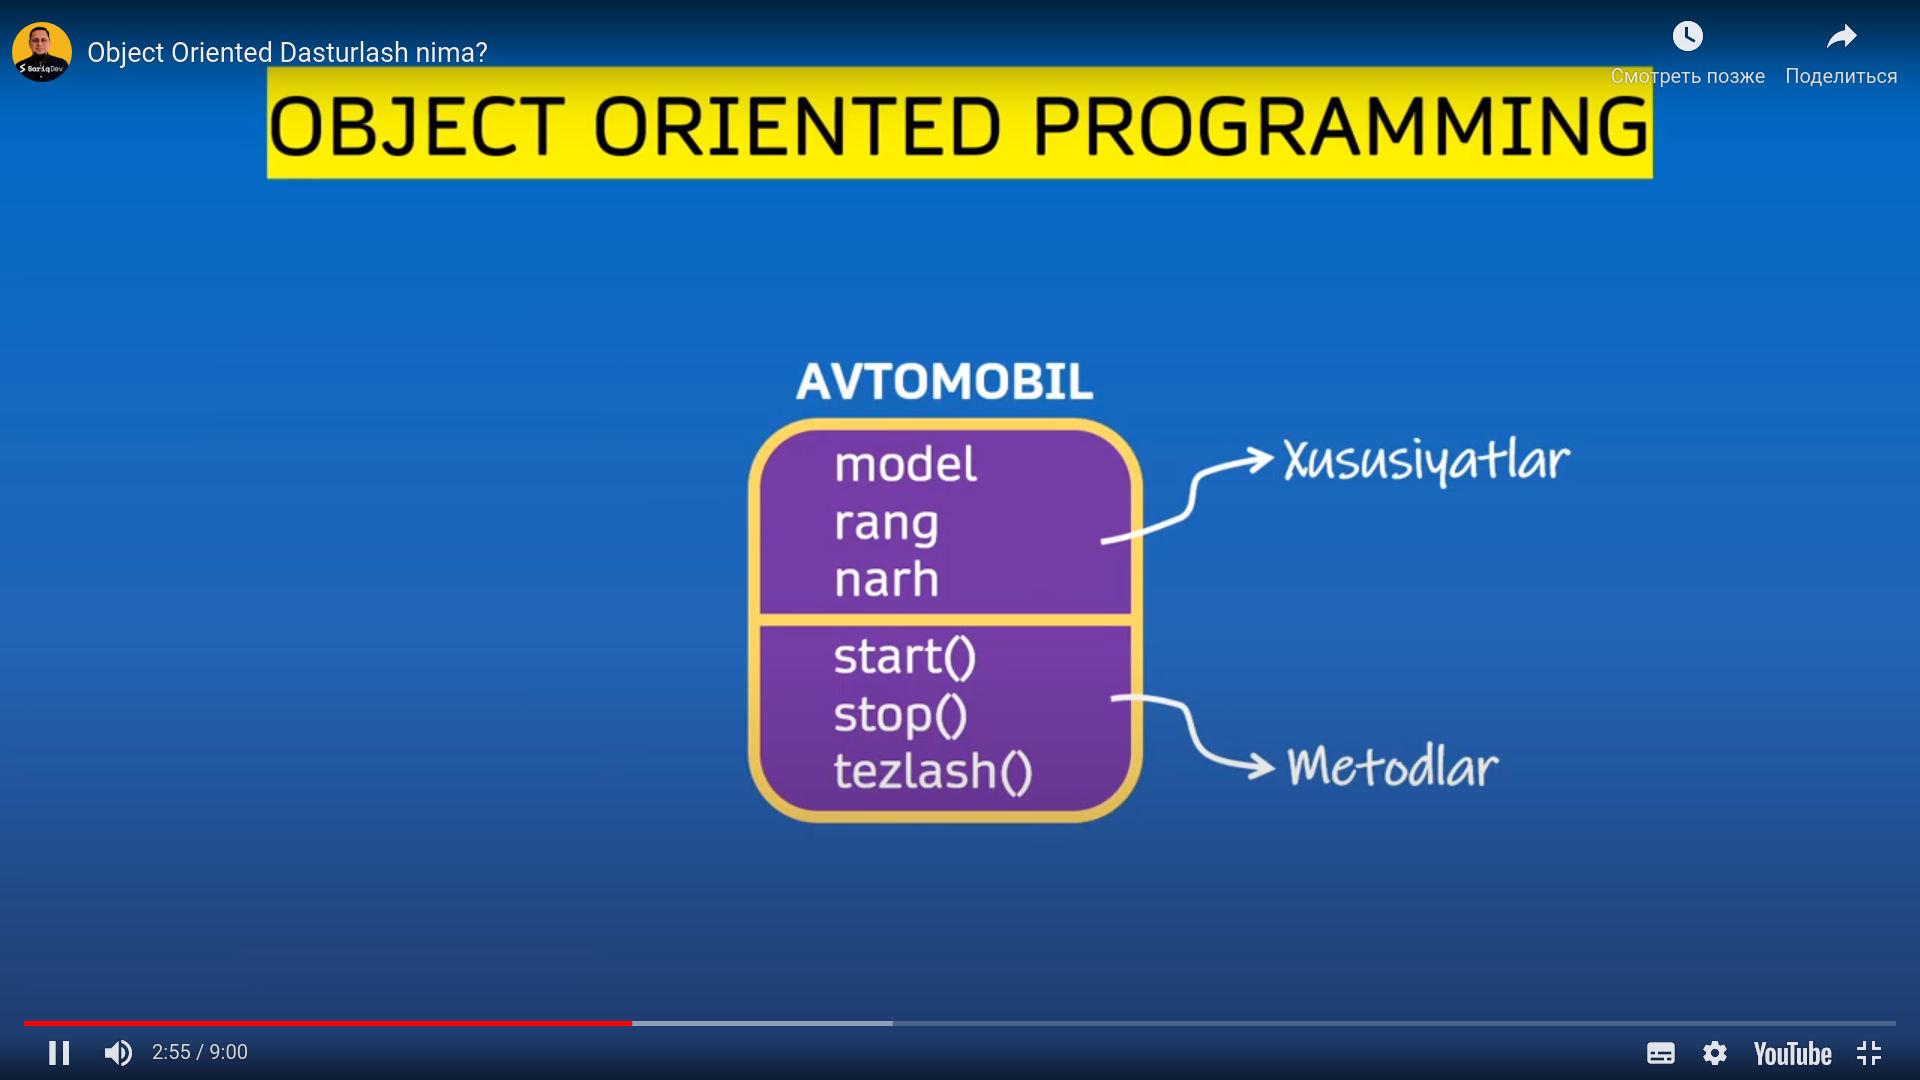 Object Oriented Dasturlash nima?
SariqDev
Смотреть позже
Поделиться
OBJECT ORIENTED PROGRAMMING
AVTOMOBIL
model
rang
narh
Xususiyatlar
start()
stop()
tezlash()
Metodlar
2:55 / 9:00
YouTube